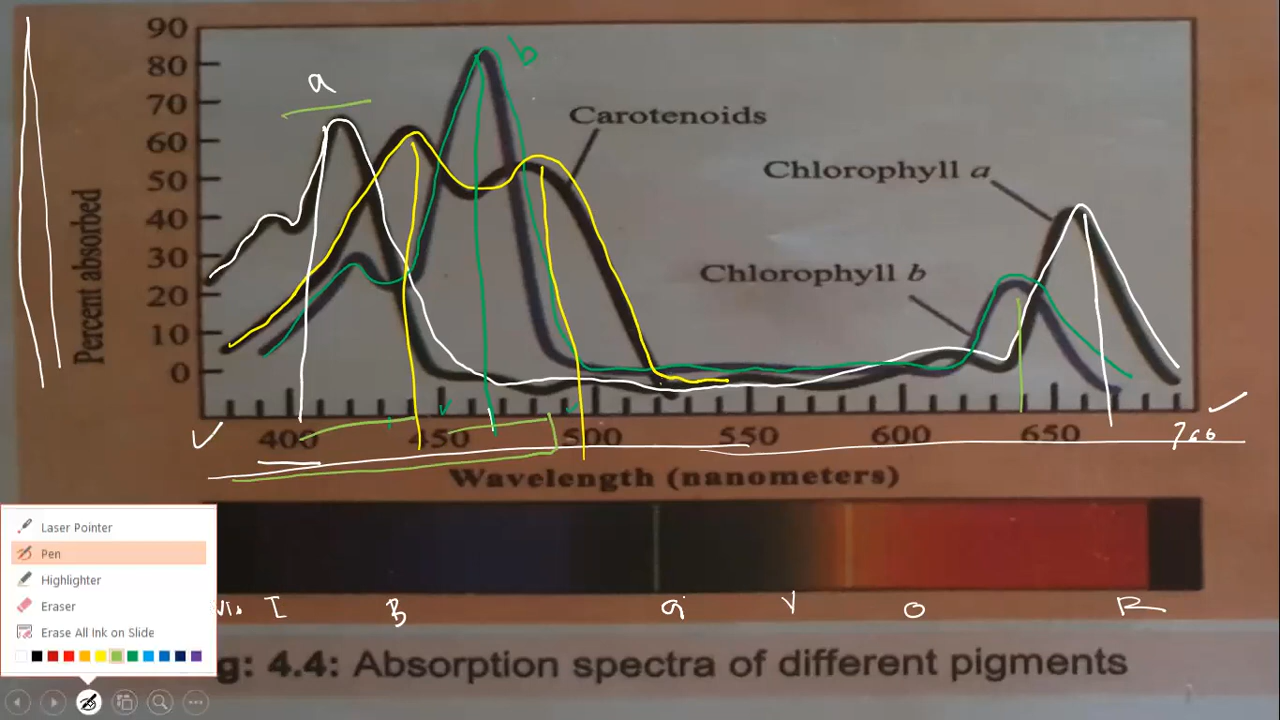 90
80
70
60
50
40
30
20
10
0
Percent absorbed
a
b
Carotenoids
Chlorophyll a
Chlorophyll b
400 450 500 550 600 650 700
Wavelength (nanometers)
Laser Pointer
Pen
Highlighter
Eraser
Erase All Ink on Slide
I B G Y O R
g: 4.4: Absorption spectra of different pigments